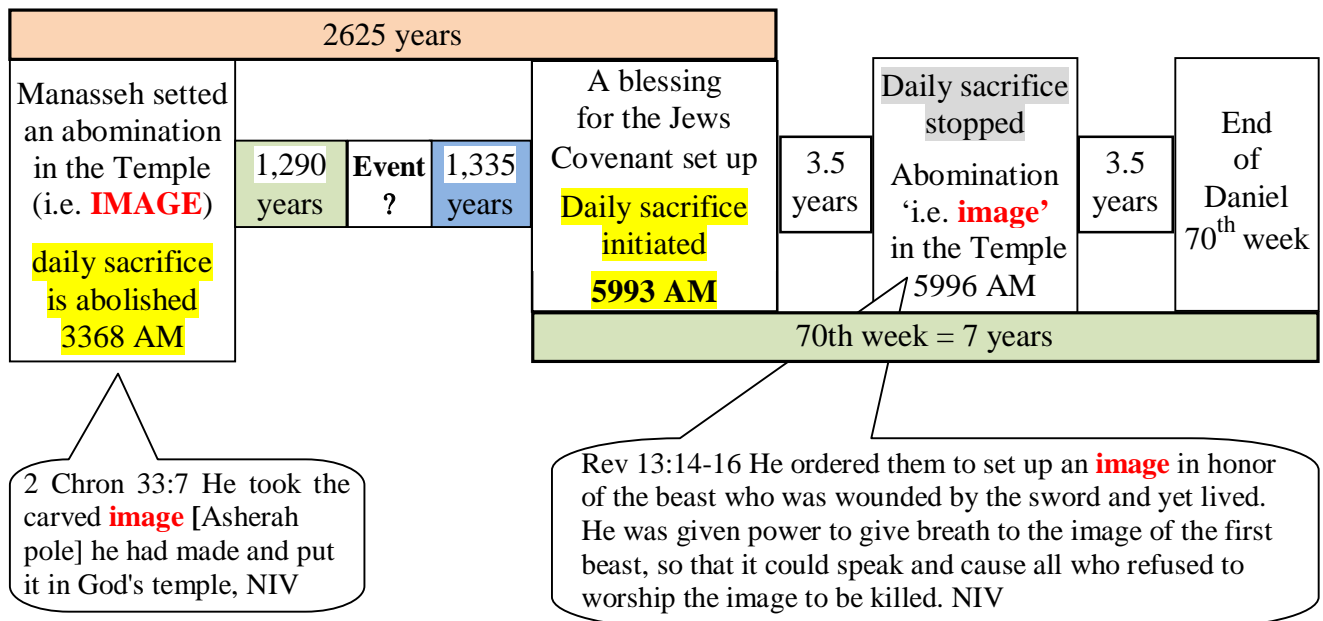 2625 years
Manasseh setted
an abomination
in the Temple
(i.e. IMAGE)
daily sacrifice
is abolished
3368 AM
1,290
years
Event
?
1,335
years
A blessing
for the Jews
Covenant set up
Daily sacrifice
initiated
5993 AM
3.5
years
Daily sacrifice
stopped
Abomination
‘i.e. image’
in the Temple
5996 AM
3.5
years
End
of
Daniel
70th week
70th week = 7 years
2 Chron 33:7 He took the
carved image [Asherah
pole] he had made and put
it in God's temple, NIV
Rev 13:14-16 He ordered them to set up an image in honor
of the beast who was wounded by the sword and yet lived.
He was given power to give breath to the image of the first
beast, so that it could speak and cause all who refused to
worship the image to be killed. NIV